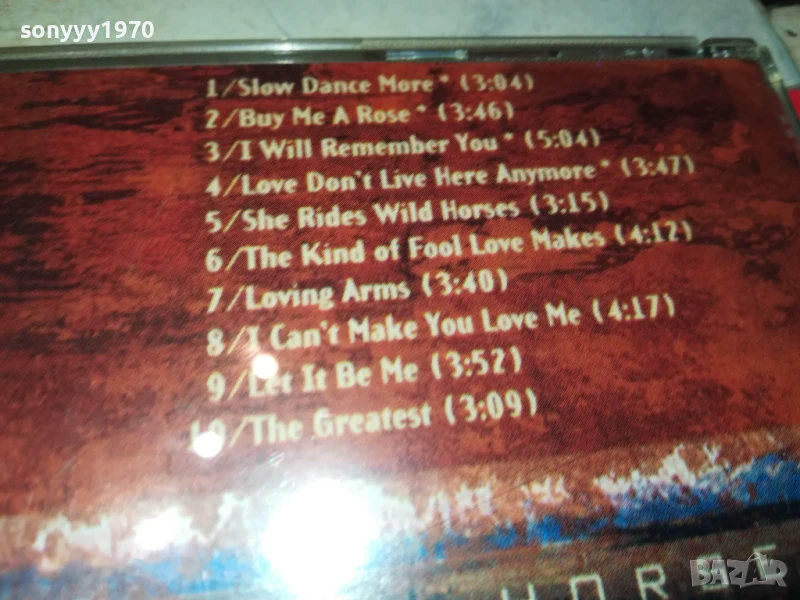 sonyyy1970
1/Slow Dance More * (3:04)
2/Buy Me A Rose * (3:46)
3/I Will Remember You * (5:04)
4/Love Don't Live Here Anymore * (3:47)
5/She Rides Wild Horses (3:15)
6/The Kind of Fool Love Makes (4:12)
7/Loving Arms (3:40)
8/I Can't Make You Love Me (4:17)
9/Let It Be Me (3:52)
10/The Greatest (3:09)
BAZAR